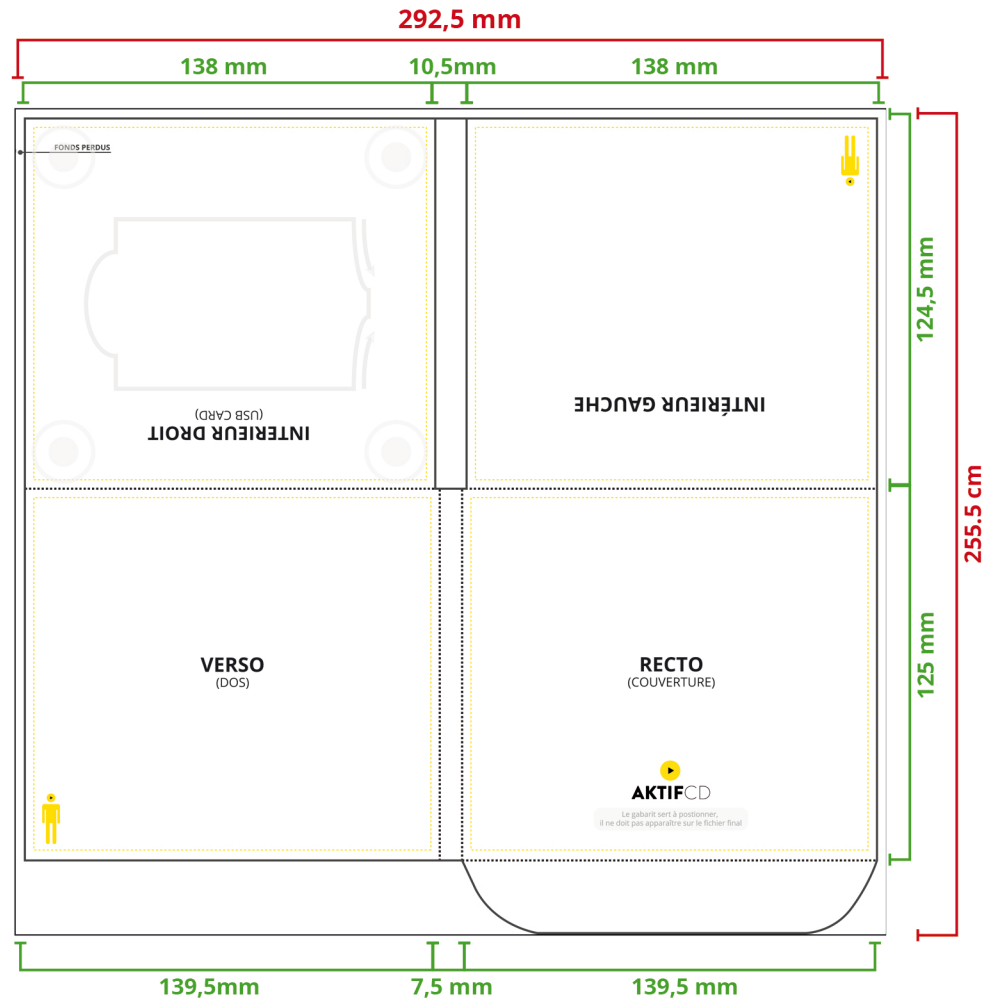 292,5 mm
138 mm
10,5mm
138 mm
FONDS PERDUS
124,5 mm
(USB CARD)
INTERIEUR DROIT
INTÉRIEUR GAUCHE
255.5 cm
VERSO
(DOS)
RECTO
(COUVERTURE)
125 mm
AKTIFCD
Le gabarit sert à postionner,
il ne doit pas apparaître sur le fichier final
139,5mm
7,5 mm
139,5 mm